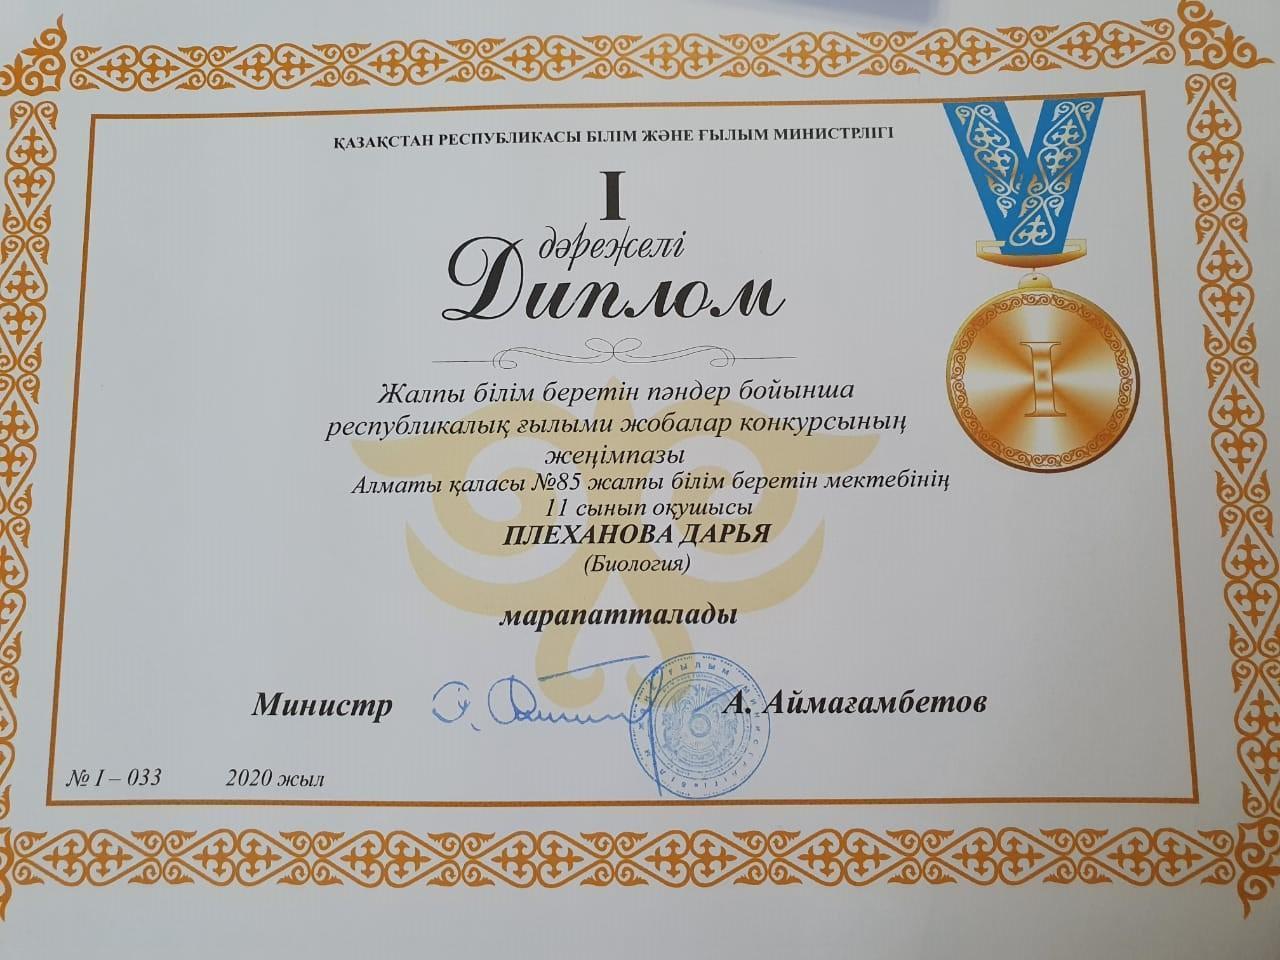 ҚАЗАҚСТАН РЕСПУБЛИКАСЫ БІЛІМ ЖӘНЕ ҒЫЛЫМ МИНИСТРЛІГІ
I
дәрежелі
Диплом
I
Жалпы білім беретін пәндер бойынша
республикалық ғылыми жобалар конкурсының
жеңімпазы
Алматы қаласы №85 жалпы білім беретін мектебінің
11 сынып оқушысы
ПЛЕХАНОВА ДАРЬЯ
(Биология)
марапатталады
Министр А. Аймағамбетов
№ I – 033 2020 жыл